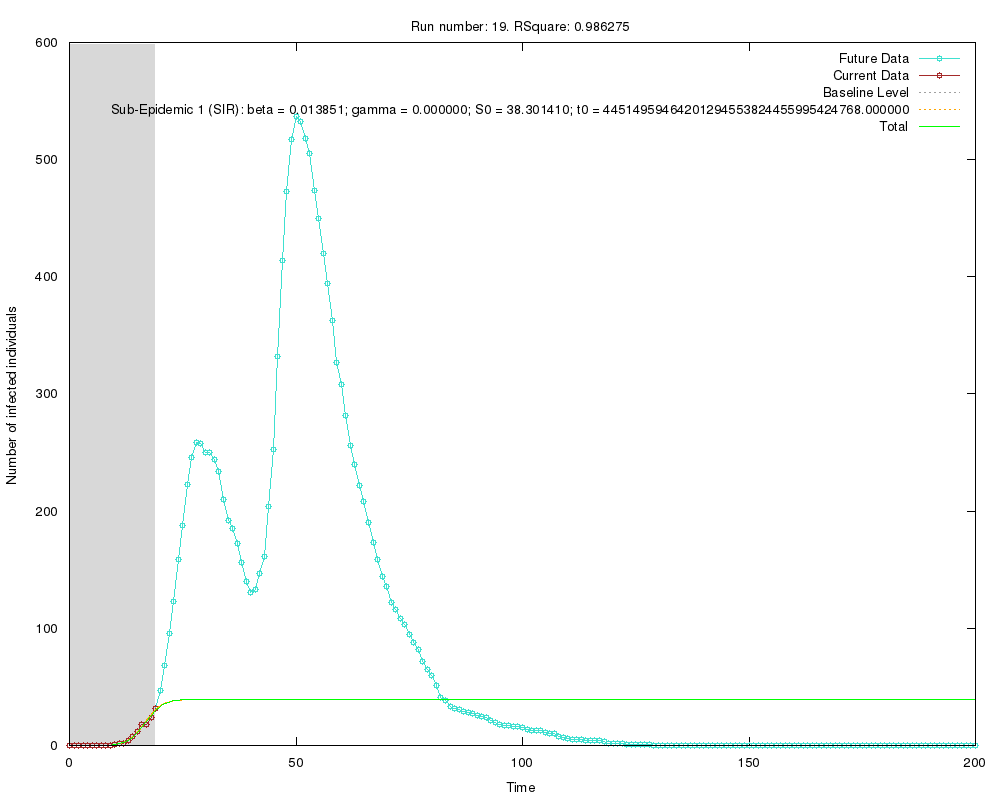 Run number: 19. RSquare: 0.986275
600
500
400
300
200
100
0
Number of infected individuals
Future Data
Current Data
Baseline Level
Sub-Epidemic 1 (SIR): beta = 0.013851; gamma = 0.000000; S0 = 38.301410; t0 = 44514959464201294553824455995424768.000000
Total
0
50
100
150
200
Time